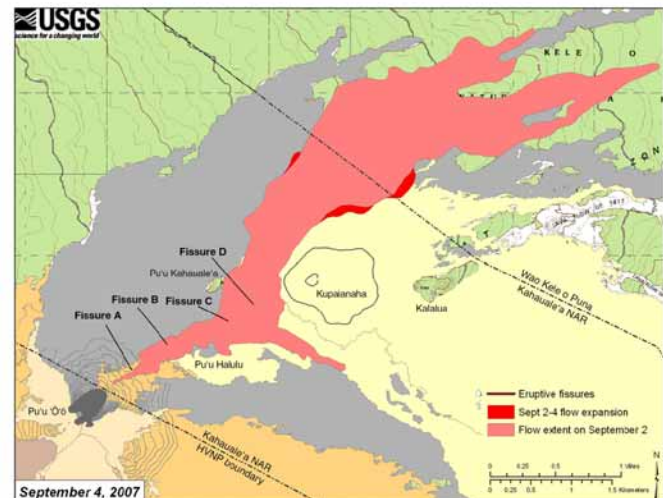 USGS
science for a changing world
KELE O
Fissure D
Pu'u Kahauale'a
Fissure B
Fissure C
Fissure A
Kupaianaha
Kalalua
Wao Kele o Puna
Kahauale'a NAR
Pu'u Halulu
Pu'u 'Ō'ō
Kahauale'a NAR
HVNP boundary
Eruptive fissures
Sept 2-4 flow expansion
Flow extent on September 2
0 0.25 0.5 1 Miles
0 0.25 0.5 1 1.5 Kilometers
N
September 4, 2007